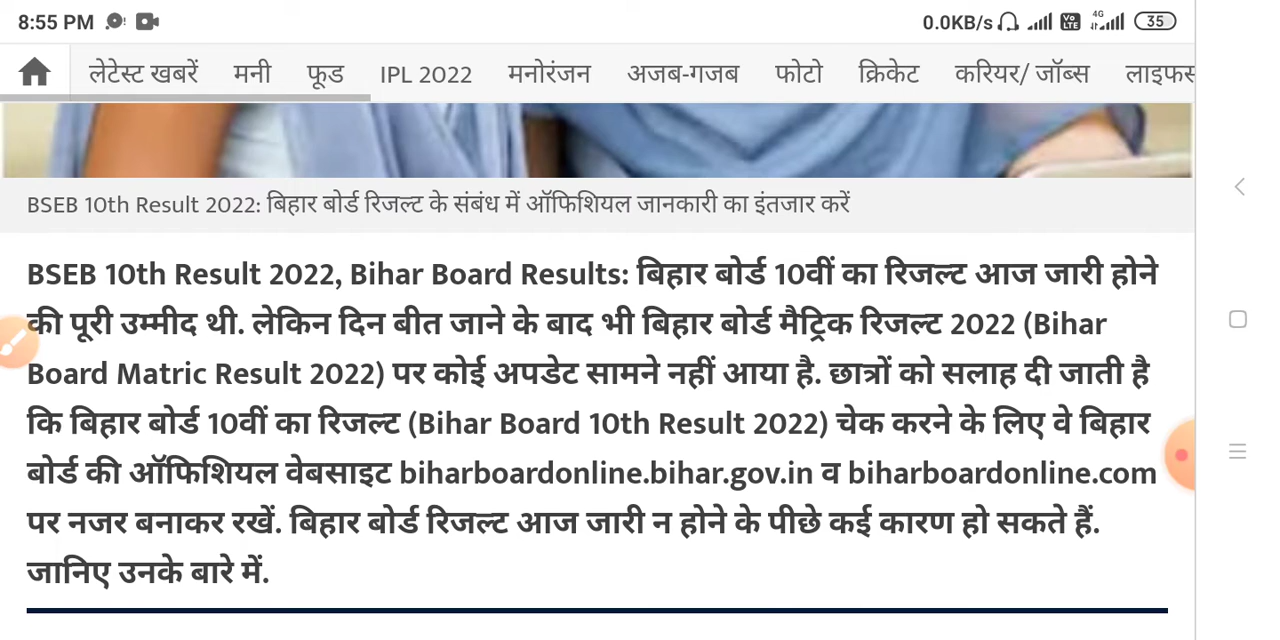 8:55 PM
0.0KB/s Vo LTE 4G 35
लेटेस्ट खबरें मनी फूड IPL 2022 मनोरंजन अजब-गजब फोटो क्रिकेट करियर/ जॉब्स लाइफस
BSEB 10th Result 2022: बिहार बोर्ड रिजल्ट के संबंध में ऑफिशियल जानकारी का इंतजार करें
BSEB 10th Result 2022, Bihar Board Results: बिहार बोर्ड 10वीं का रिजल्ट आज जारी होने
की पूरी उम्मीद थी. लेकिन दिन बीत जाने के बाद भी बिहार बोर्ड मैट्रिक रिजल्ट 2022 (Bihar
Board Matric Result 2022) पर कोई अपडेट सामने नहीं आया है. छात्रों को सलाह दी जाती है
कि बिहार बोर्ड 10वीं का रिजल्ट (Bihar Board 10th Result 2022) चेक करने के लिए वे बिहार
बोर्ड की ऑफिशियल वेबसाइट biharboardonline.bihar.gov.in व biharboardonline.com
पर नजर बनाकर रखें. बिहार बोर्ड रिजल्ट आज जारी न होने के पीछे कई कारण हो सकते हैं.
जानिए उनके बारे में.